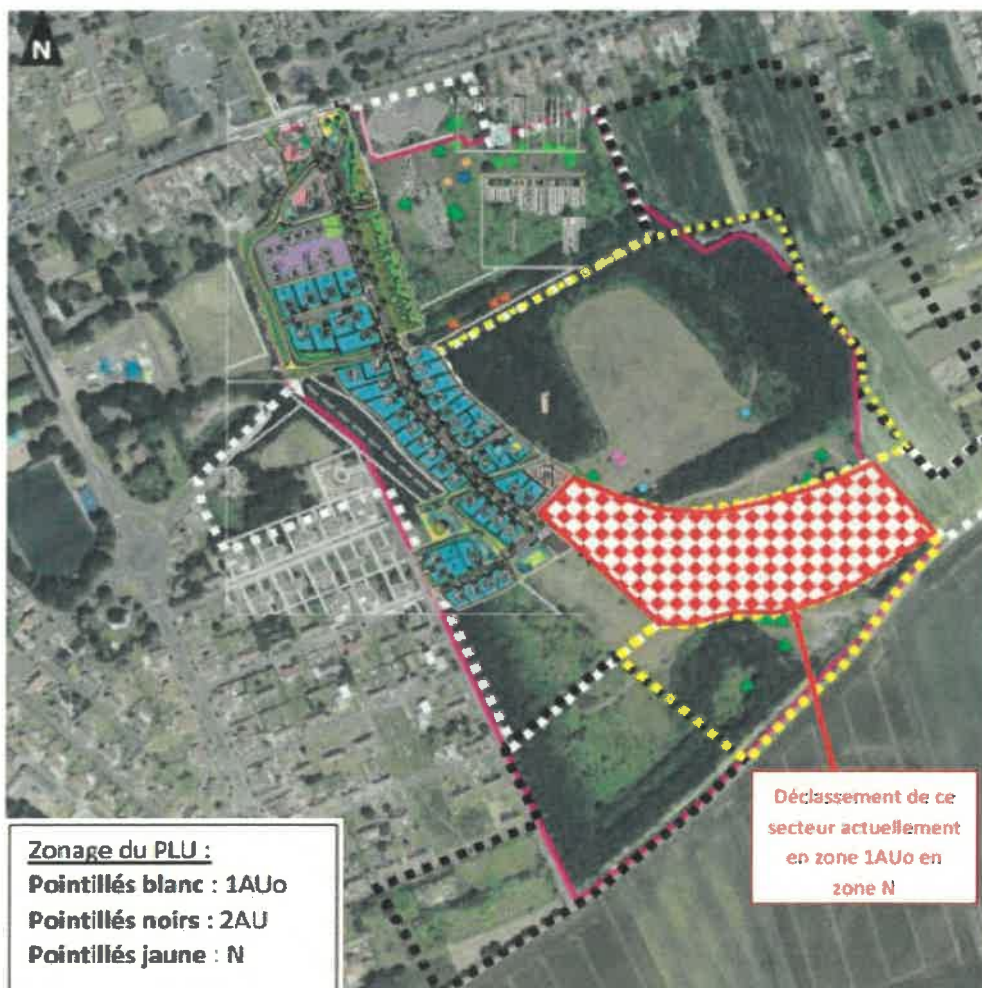 N
Déclassement de ce
secteur actuellement
en zone 1AUo en
zone N
Zonage du PLU :
Pointillés blanc : 1AUo
Pointillés noirs : 2AU
Pointillés jaune : N